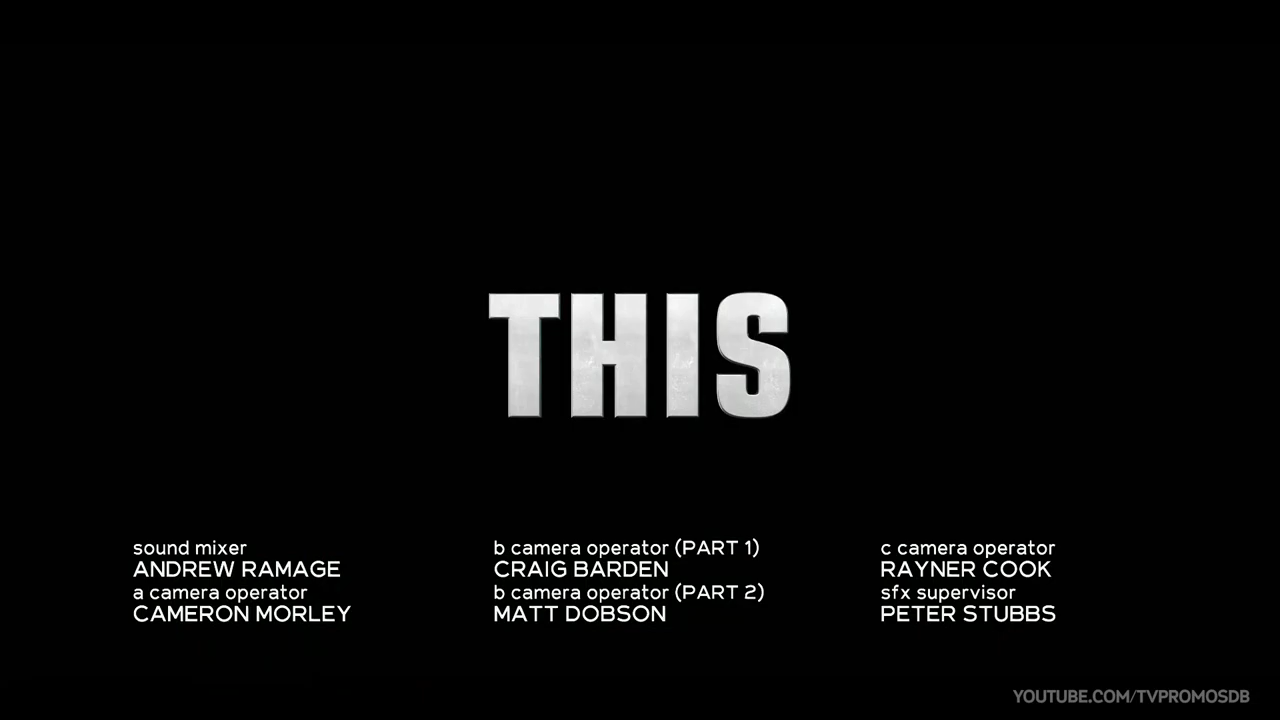 THIS
sound mixer
ANDREW RAMAGE
a camera operator
CAMERON MORLEY
b camera operator (PART 1)
CRAIG BARDEN
b camera operator (PART 2)
MATT DOBSON
c camera operator
RAYNER COOK
sfx supervisor
PETER STUBBS
YOUTUBE.COM/TVPROMOSDB